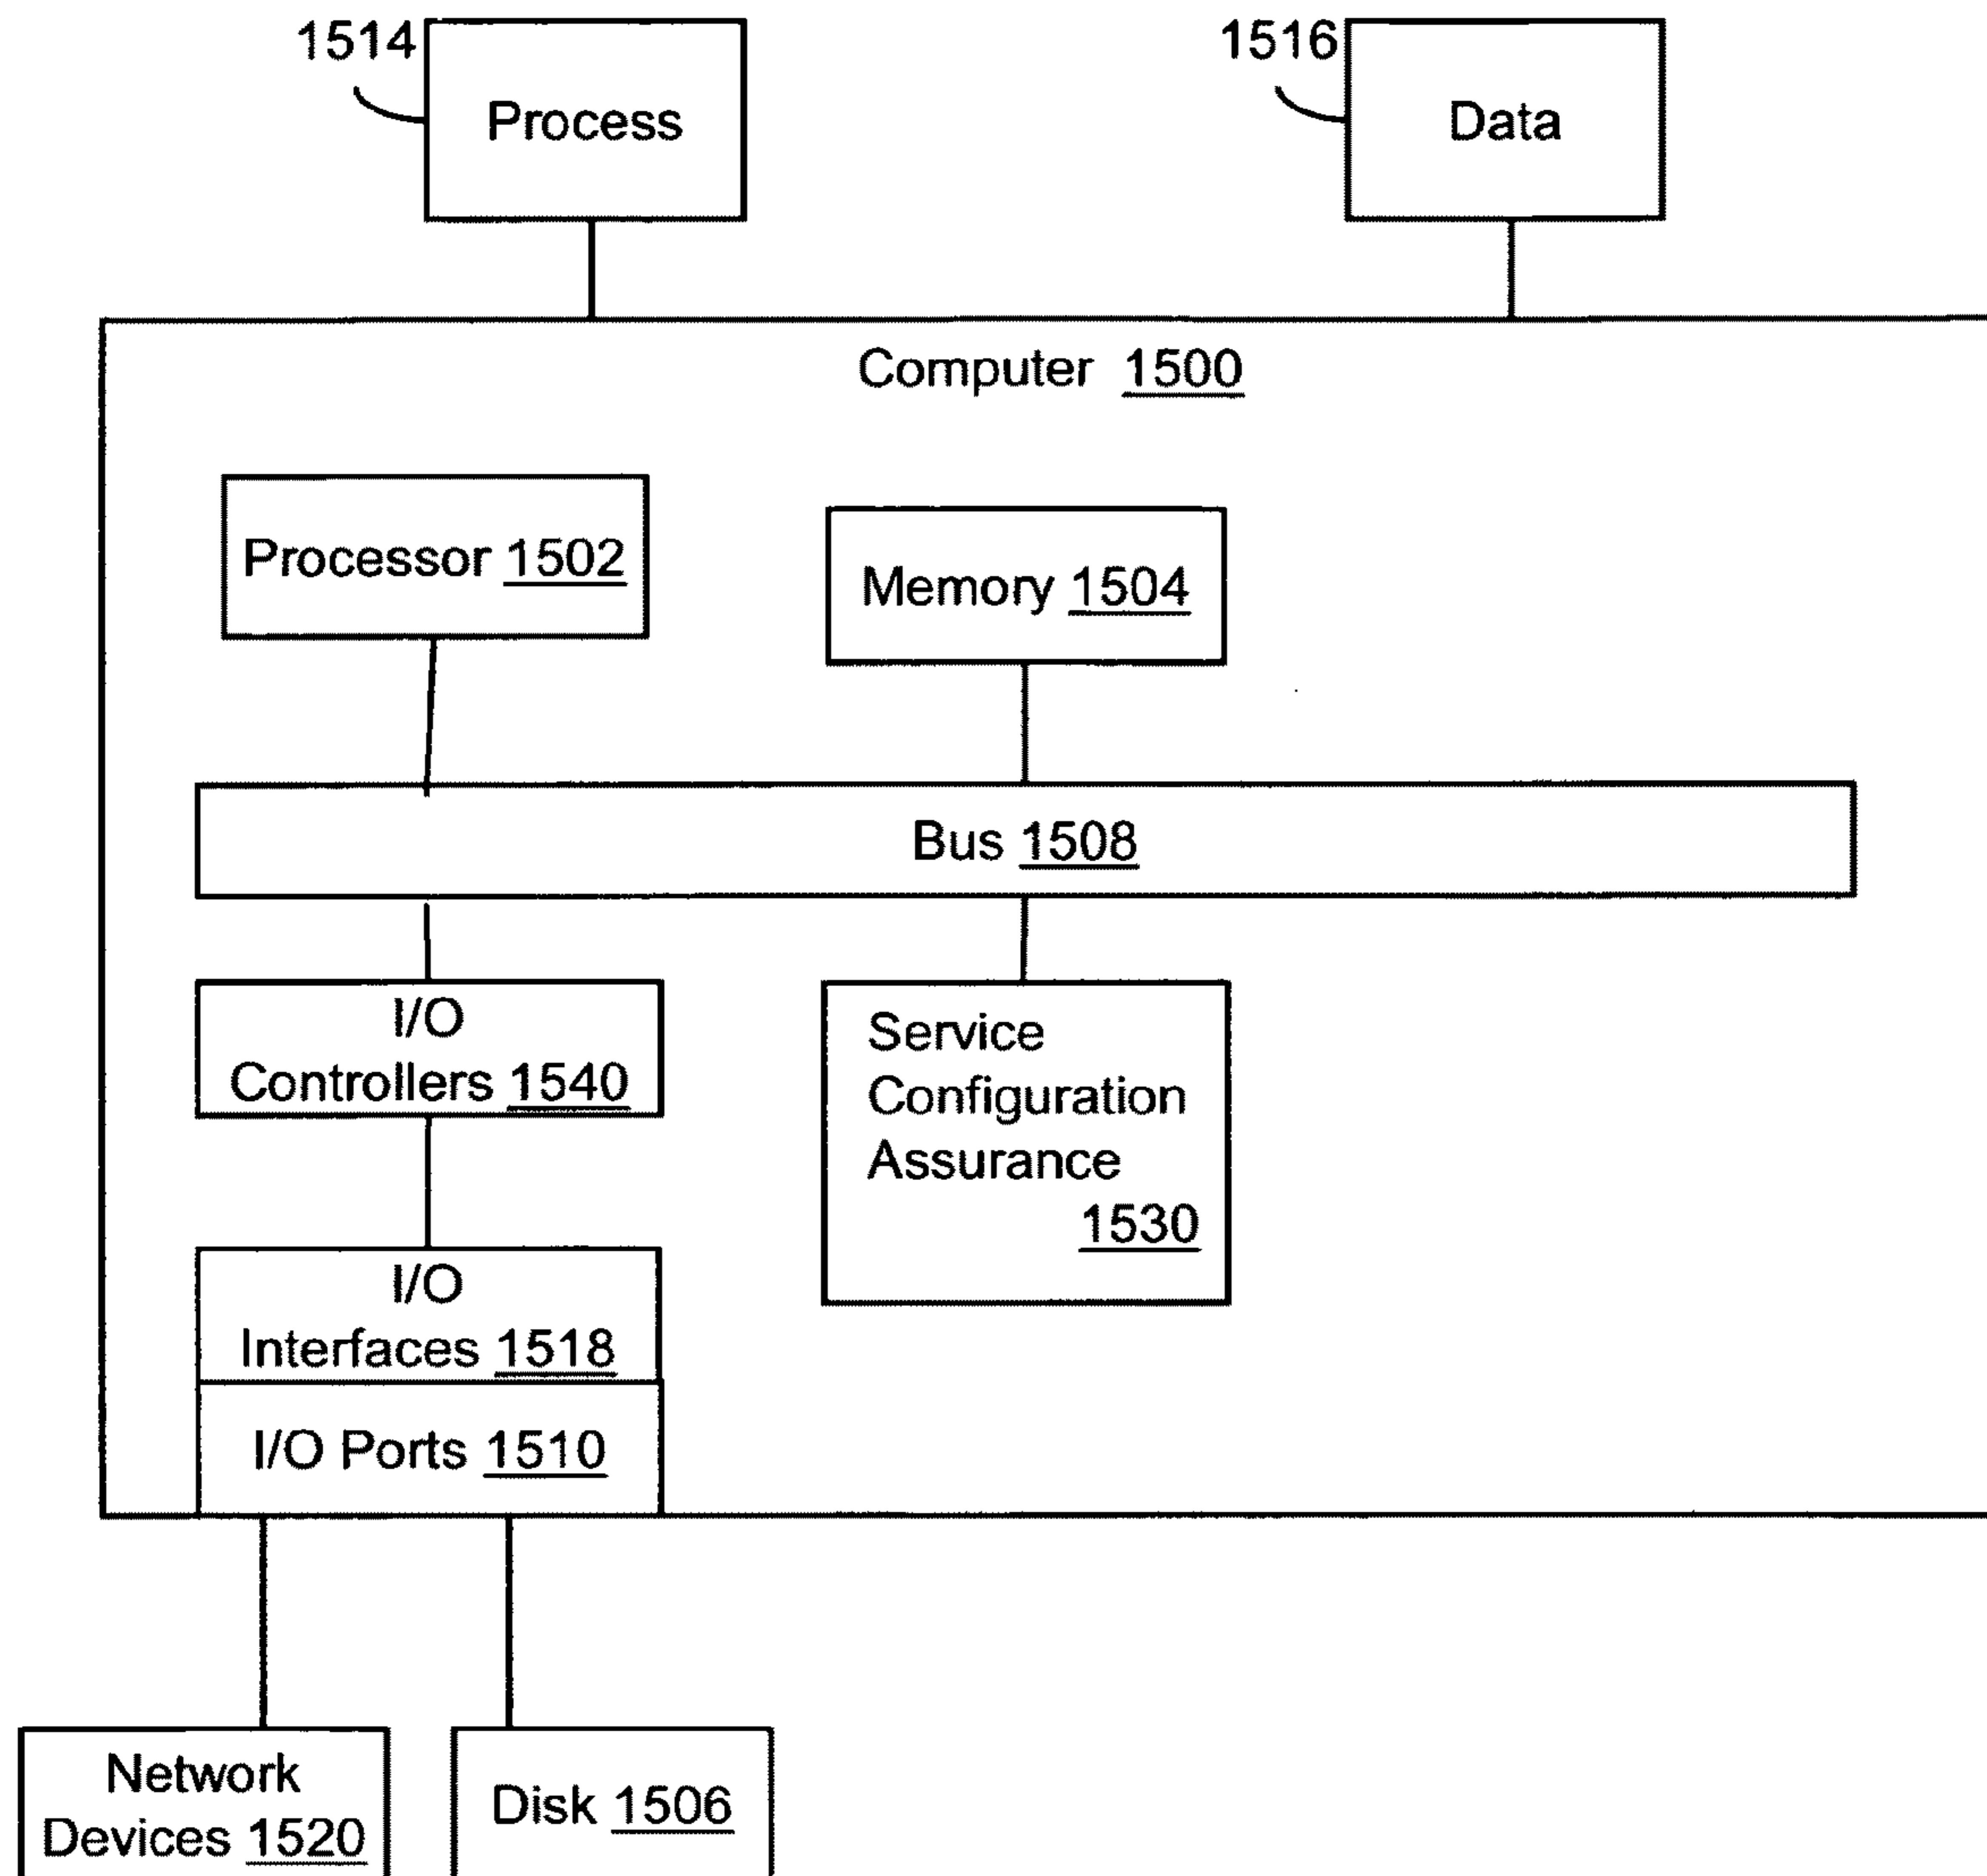 1514
Process
1516
Data
Computer 1500
Processor 1502
Memory 1504
Bus 1508
I/O
Controllers 1540
Service
Configuration
Assurance
1530
I/O
Interfaces 1518
I/O Ports 1510
Network
Devices 1520
Disk 1506